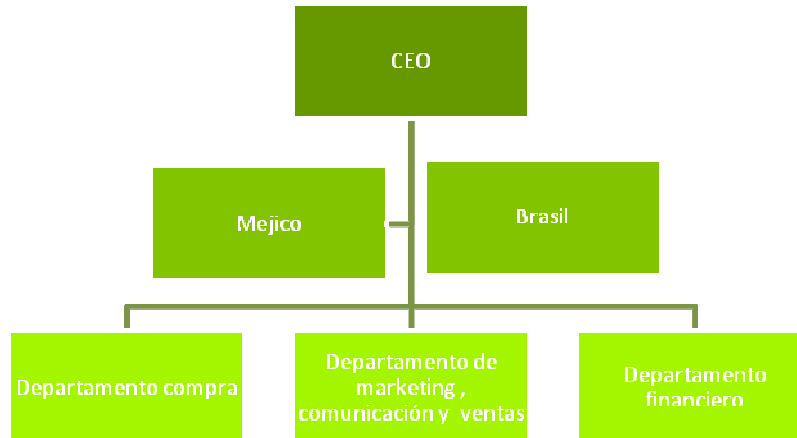 CEO
Mejico
Brasil
Departamento compra
Departamento de
marketing ,
comunicación y ventas
Departamento
financiero